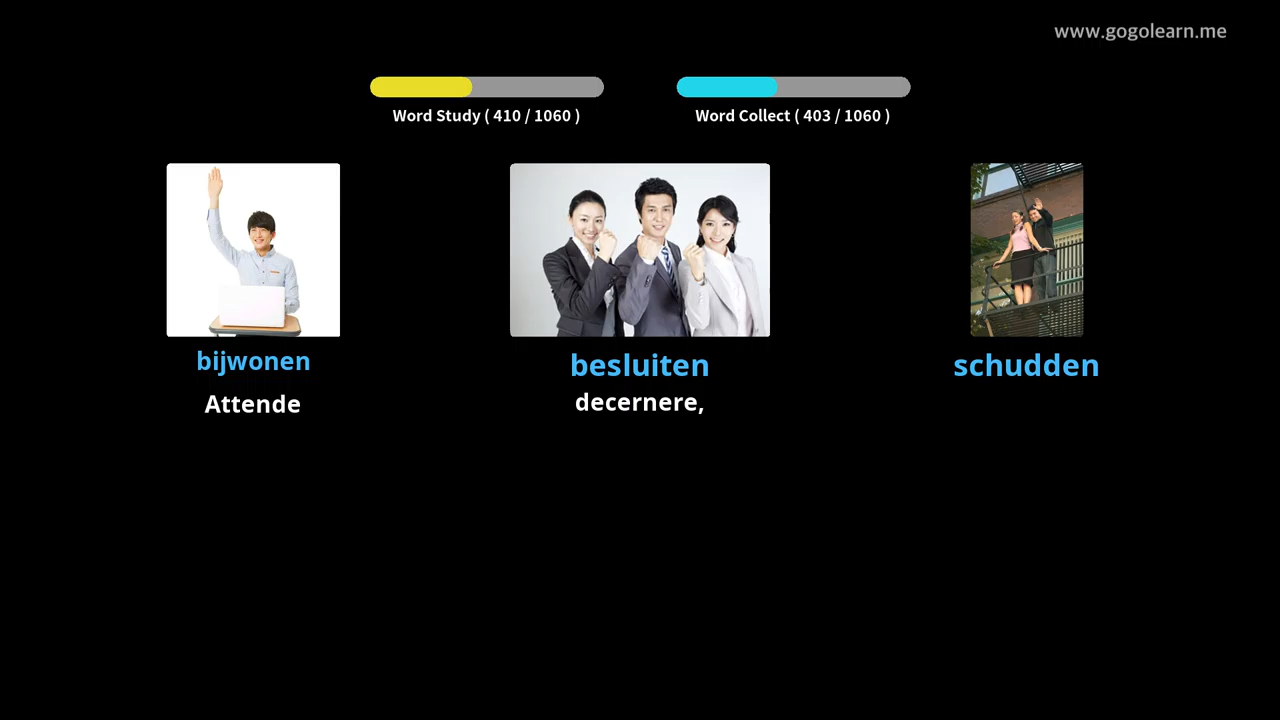 www.gogolearn.me
Word Study ( 410 / 1060 )
Word Collect ( 403 / 1060 )
bijwonen
besluiten
schudden
Attende
decernere,